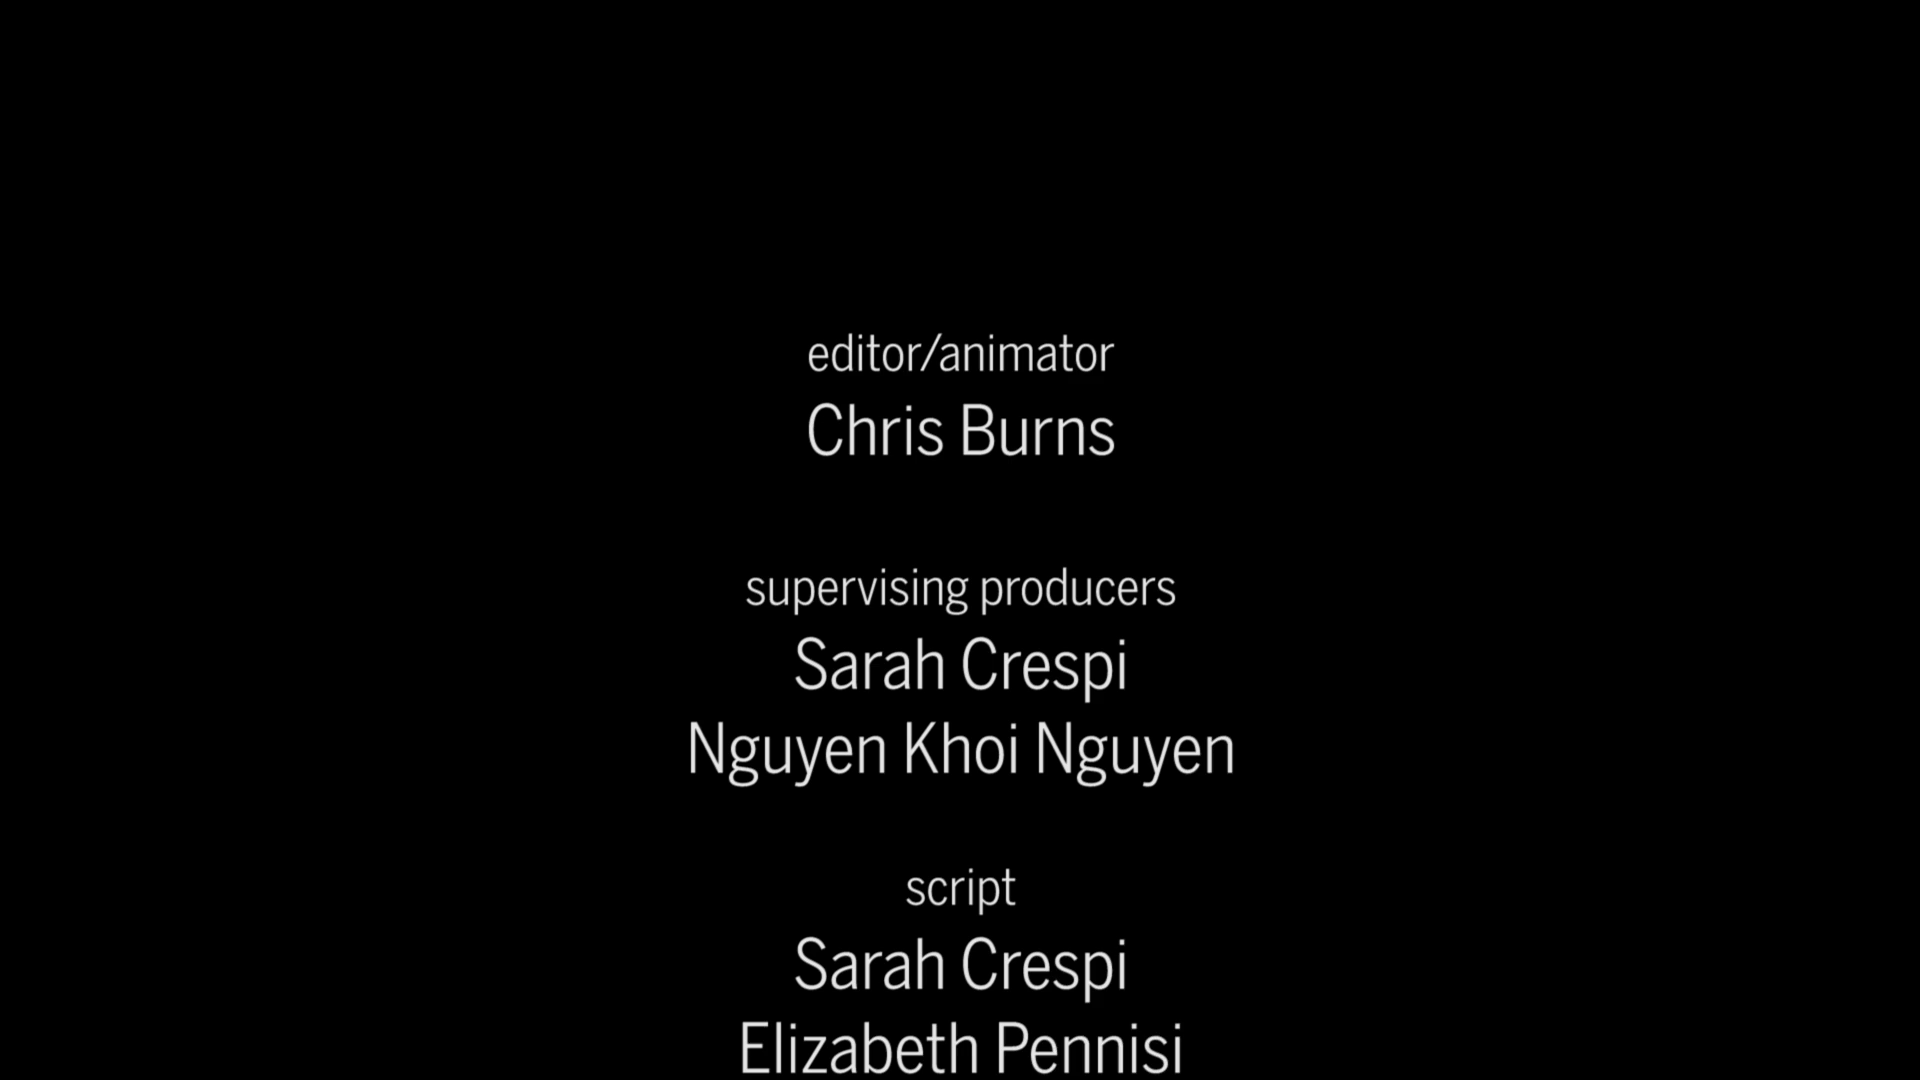 editor/animator
Chris Burns
supervising producers
Sarah Crespi
Nguyen Khoi Nguyen
script
Sarah Crespi
Elizabeth Pennisi